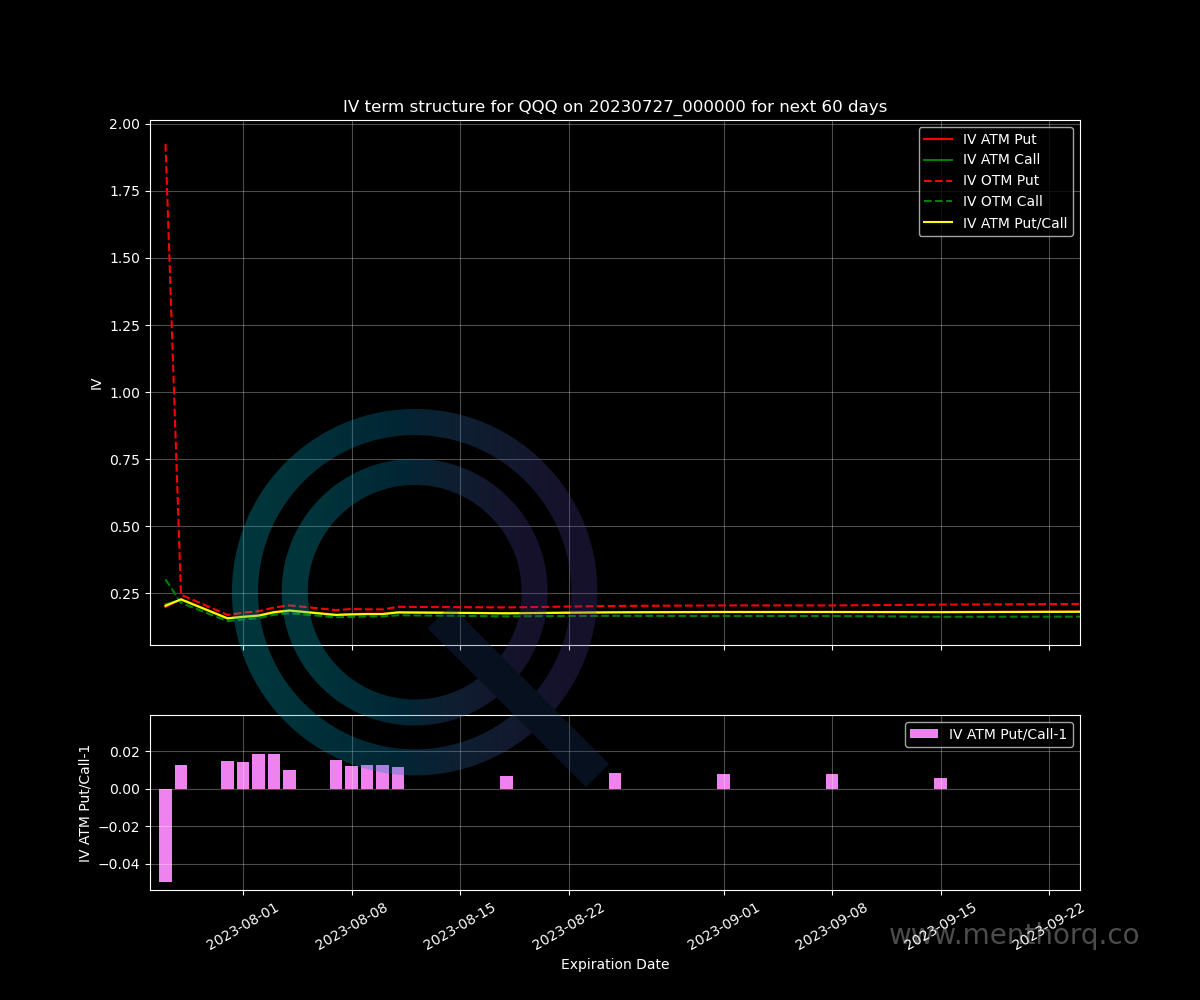 IV term structure for QQQ on 20230727_000000 for next 60 days
2.00
1.75
1.50
1.25
1.00
0.75
0.50
0.25
IV
IV ATM Put
IV ATM Call
IV OTM Put
IV OTM Call
IV ATM Put/Call
0.02
0.00
−0.02
−0.04
IV ATM Put/Call-1
IV ATM Put/Call-1
2023-08-01
2023-08-08
2023-08-15
2023-08-22
2023-09-01
2023-09-08
2023-09-15
2023-09-22
www.menthorq.co
Expiration Date